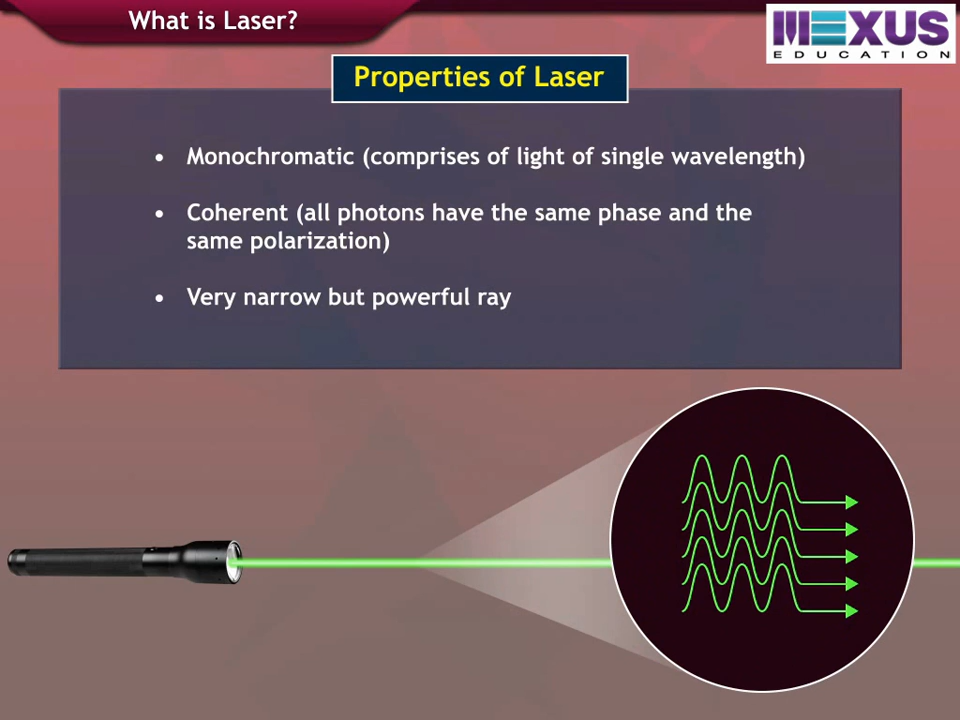 What is Laser?
MEXUS
EDUCATION
Properties of Laser
• Monochromatic (comprises of light of single wavelength)
• Coherent (all photons have the same phase and the
same polarization)
• Very narrow but powerful ray